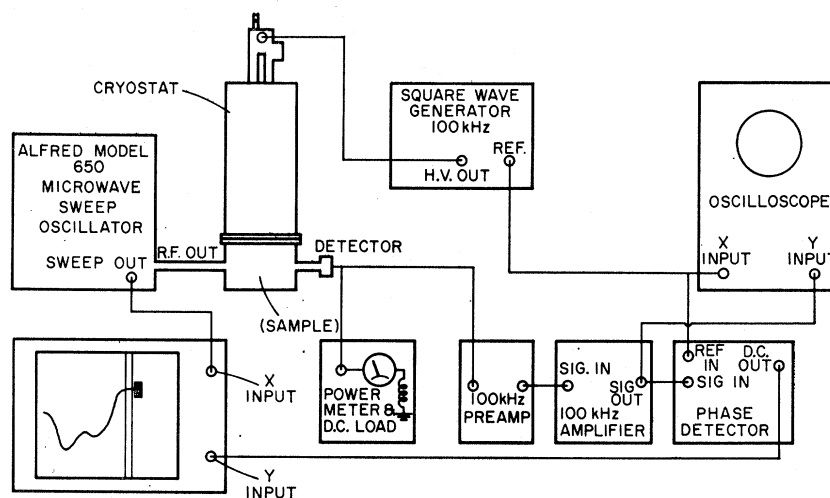 CRYOSTAT
ALFRED MODEL
650
MICROWAVE
SWEEP
OSCILLATOR
SWEEP OUT
R.F. OUT
DETECTOR
(SAMPLE)
SQUARE WAVE
GENERATOR
100 kHz
REF.
H.V. OUT
OSCILLOSCOPE
X
INPUT
Y
INPUT
X
INPUT
Y
INPUT
POWER
METER &
D.C. LOAD
100kHz
PREAMP
SIG. IN
SIG
OUT
100 kHz
AMPLIFIER
REF
IN
D.C.
OUT
SIG IN
PHASE
DETECTOR